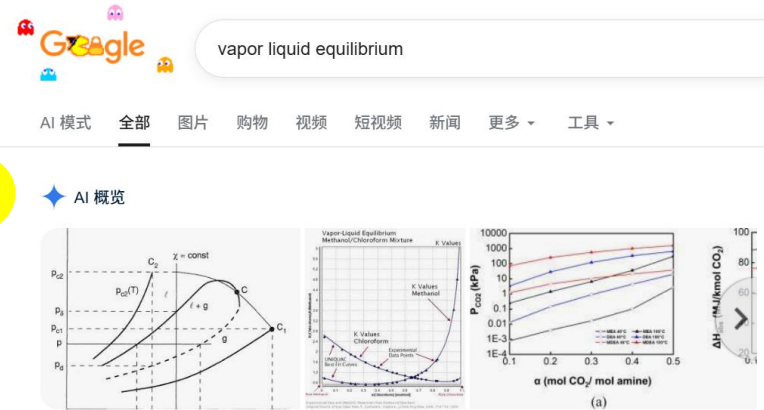 Google
vapor liquid equilibrium
AI 模式 全部 图片 购物 视频 短视频 新闻 更多 工具
AI 概览
C₂
χ = const
p_c2
p_c2(T)
ℓ
C
p_s
ℓ + g
p_c1
C₁
p
g
p_d
Vapor-Liquid Equilibrium
Methanol/Chloroform Mixture
K Values
K Values
Methanol
K Values
Chloroform
Experimental
Data Points
UNIQUAC
Best Fit Curves
10000
1000
100
10
1
0.1
0.01
1E-3
1E-4
P_CO2 (kPa)
0.1 0.2 0.3 0.4 0.5
α (mol CO₂/ mol amine)
(a)
100
80
60
40
20